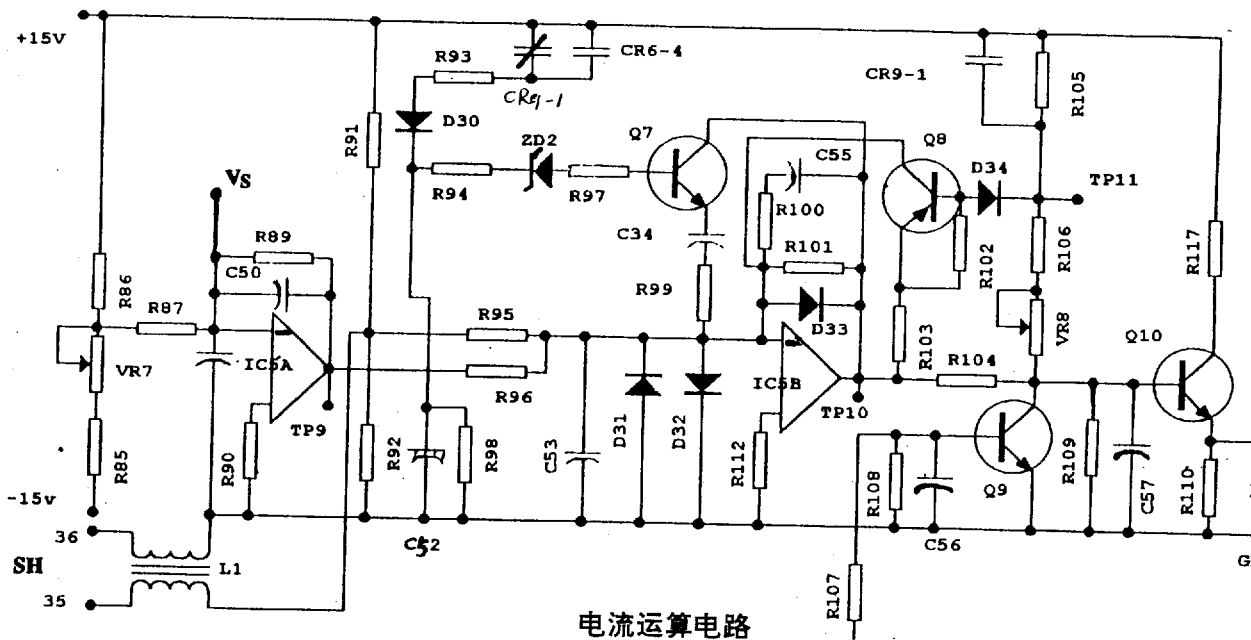 +15V
R93
CR6-4
CR9-1
CR9-1
R105
D30
R91
Q7
ZD2
R94
R97
C55
Q8
D34
TP11
VS
R89
C50
C34
R100
R101
R102
R106
R117
R86
R87
R99
D33
R103
R104
VR8
Q10
IC5A
R95
R96
IC5B
TP10
VR7
TP9
R85
R90
R92
R98
C53
D31
D32
R112
R108
Q9
R109
C57
R110
-15v
36
SH
L1
C52
C56
G
35
R107
电流运算电路